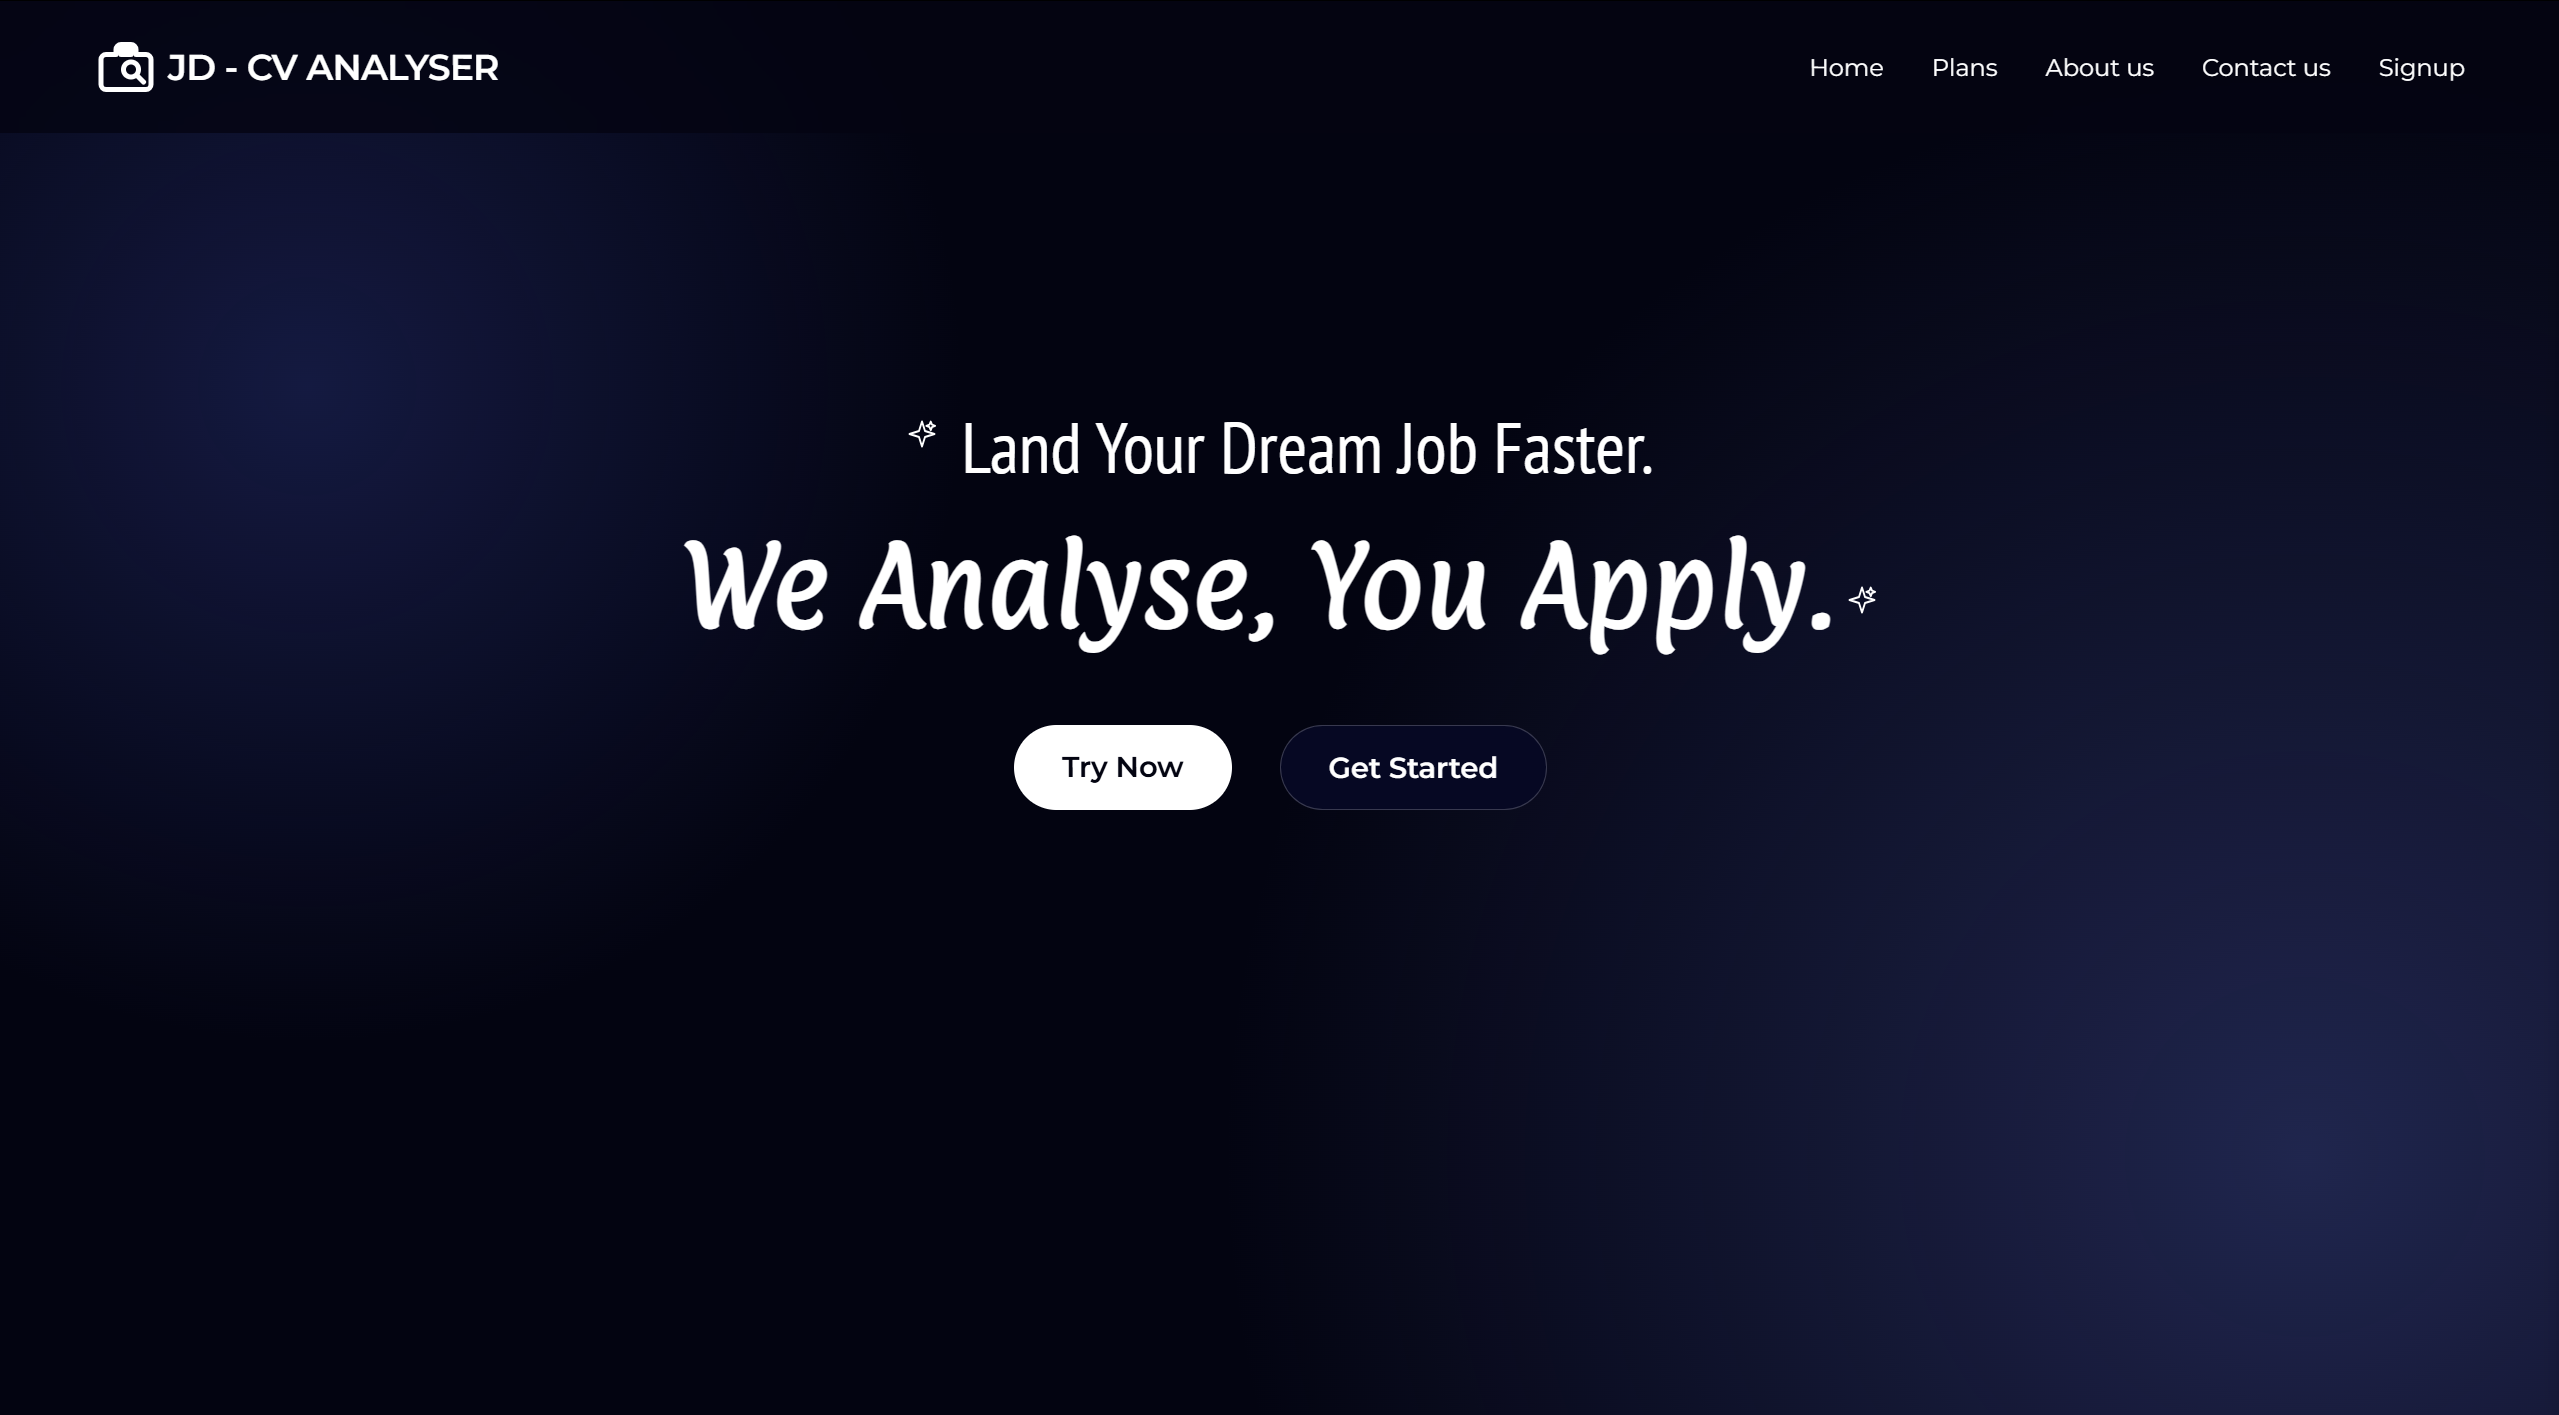 JD - CV ANALYSER
Home Plans About us Contact us Signup
Land Your Dream Job Faster.
We Analyse, You Apply.
Try Now Get Started